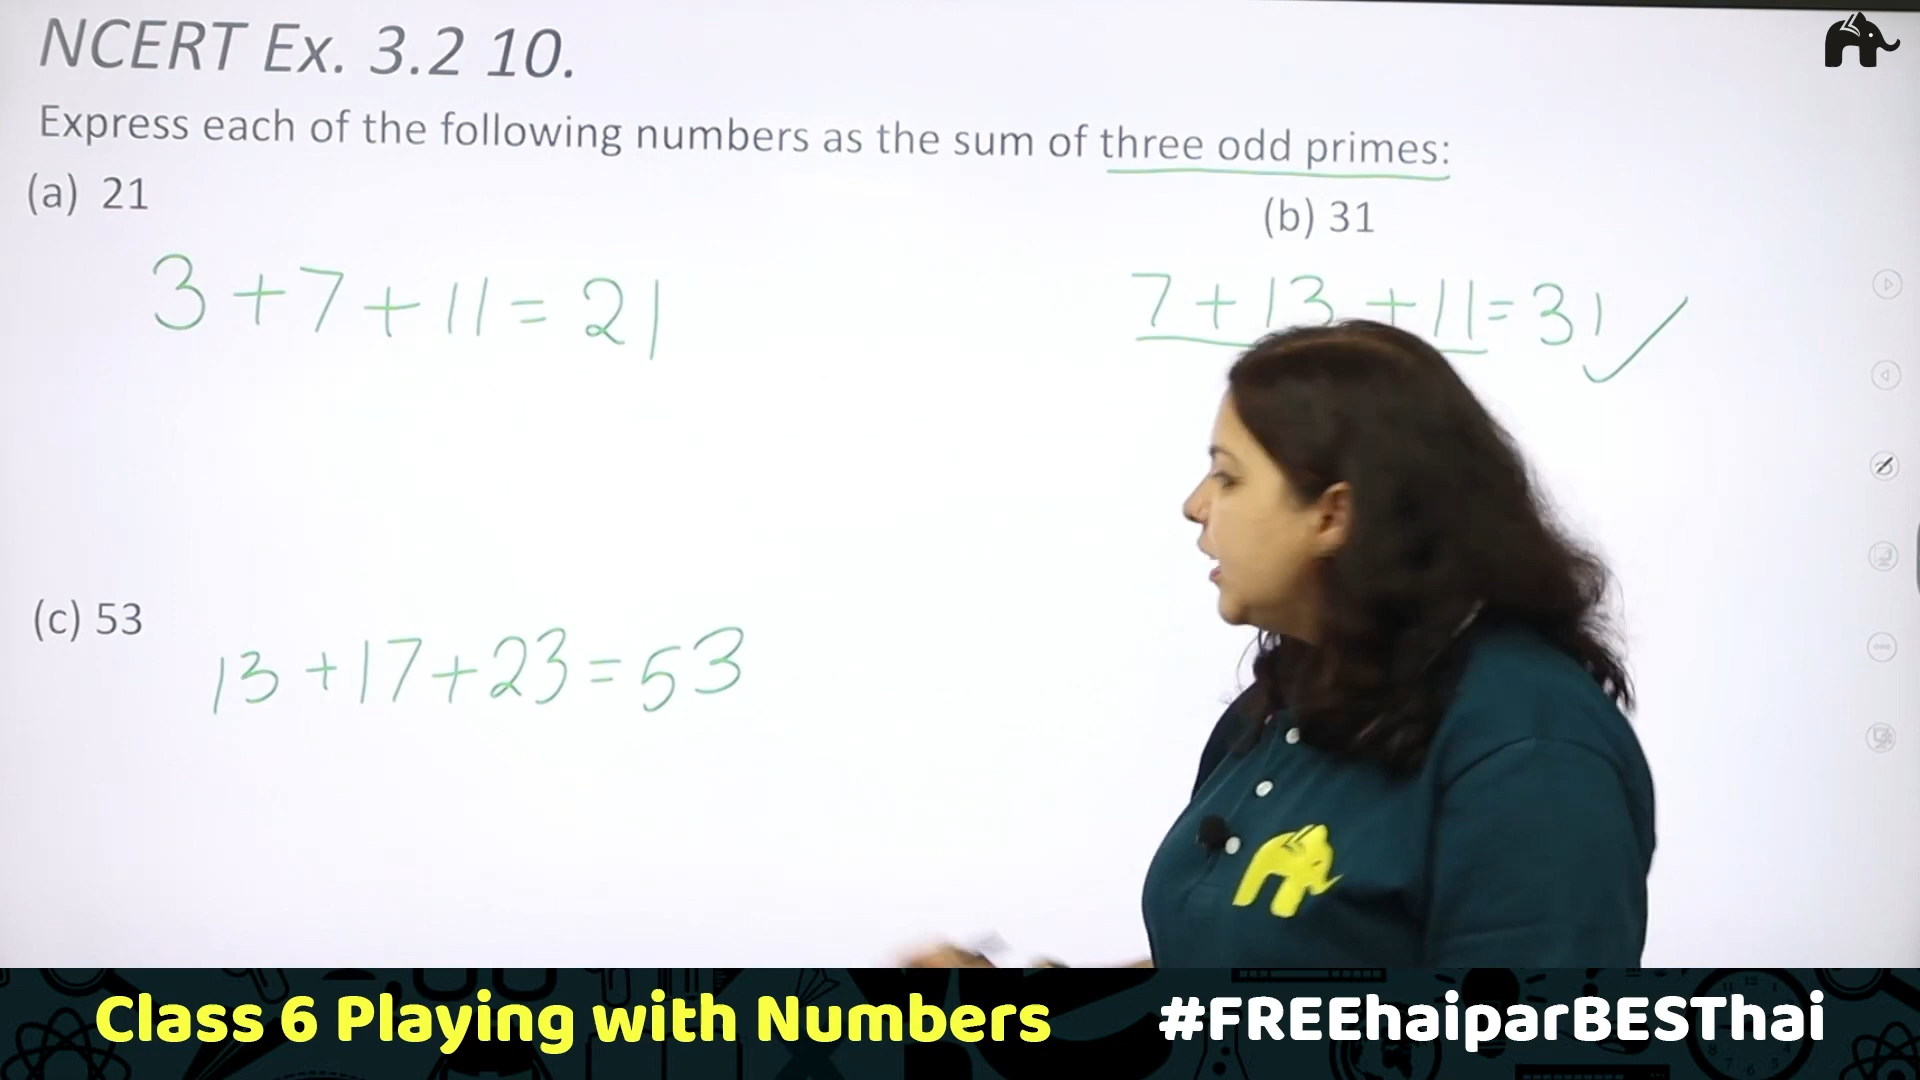 NCERT Ex. 3.2 10.
Express each of the following numbers as the sum of three odd primes:
(a) 21
(b) 31
3 + 7 + 11 = 21
7 + 13 + 11 = 31
(c) 53
13 + 17 + 23 = 53
Class 6 Playing with Numbers
#FREEhaiparBESThai